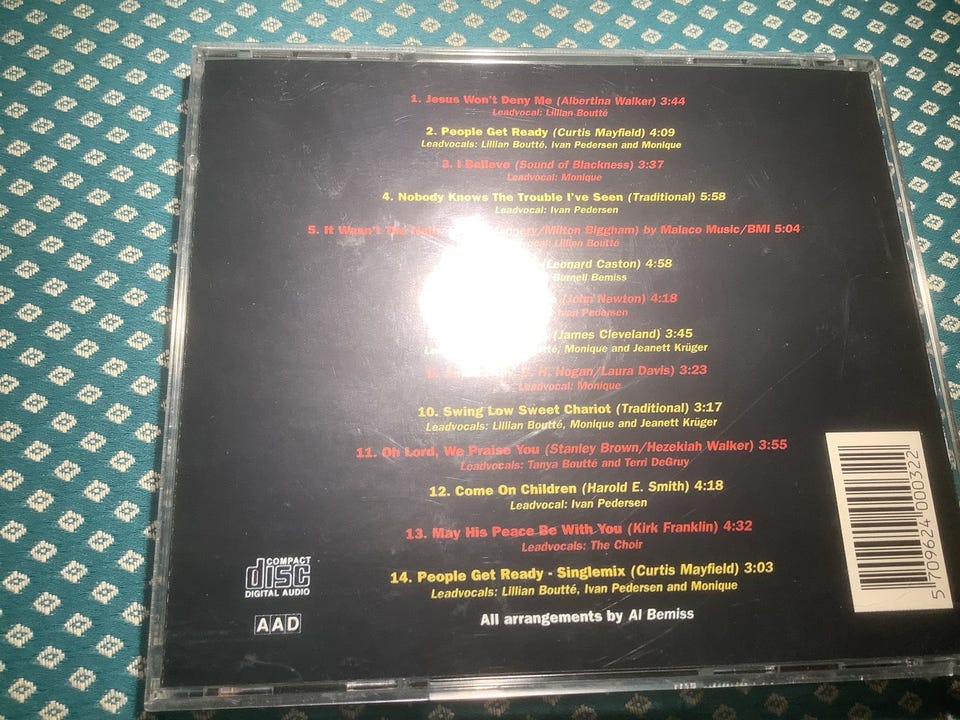 1. Jesus Won't Deny Me (Albertina Walker) 3:44
Leadvocal: Lillian Boutté
2. People Get Ready (Curtis Mayfield) 4:09
Leadvocals: Lillian Boutté, Ivan Pedersen and Monique
3. I Believe (Sound of Blackness) 3:37
Leadvocal: Monique
4. Nobody Knows The Trouble I've Seen (Traditional) 5:58
Leadvocal: Ivan Pedersen
5. It Wasn't The Nails Biggham) by Malaco Music/BMI 5:04
Lillian Boutté
(Leonard Caston) 4:58
Burnell Bemiss
(John Newton) 4:18
Ivan Pedersen
(James Cleveland) 3:45
Monique and Jeanett Krüger
H. Hogan/Laura Davis) 3:23
Leadvocal: Monique
10. Swing Low Sweet Chariot (Traditional) 3:17
Leadvocals: Lillian Boutté, Monique and Jeanett Krüger
11. Oh Lord, We Praise You (Stanley Brown/Hezekiah Walker) 3:55
Leadvocals: Tanya Boutté and Terri DeGruy
12. Come On Children (Harold E. Smith) 4:18
Leadvocal: Ivan Pedersen
13. May His Peace Be With You (Kirk Franklin) 4:32
Leadvocals: The Choir
14. People Get Ready - Singlemix (Curtis Mayfield) 3:03
Leadvocals: Lillian Boutté, Ivan Pedersen and Monique
All arrangements by Al Bemiss
COMPACT
disc
DIGITAL AUDIO
AAD
5 709624 000322